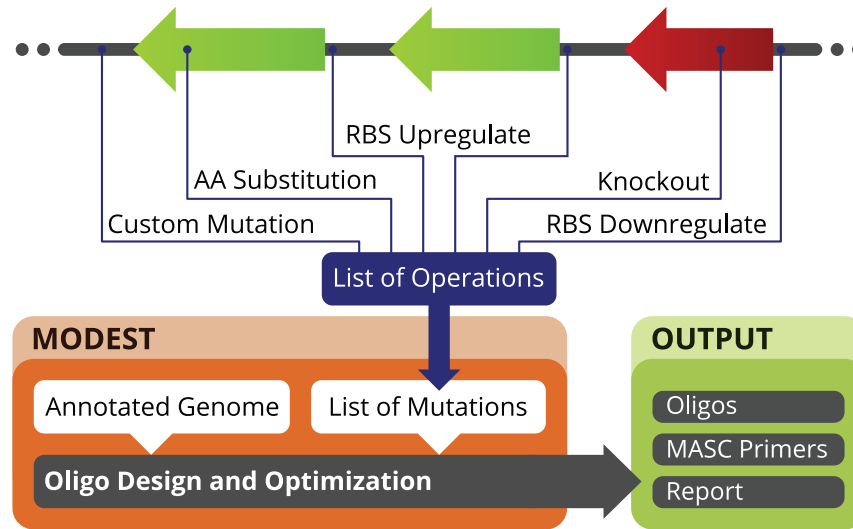 RBS Upregulate
AA Substitution
Knockout
Custom Mutation
RBS Downregulate
List of Operations
MODEST
OUTPUT
Annotated Genome
List of Mutations
Oligos
MASC Primers
Oligo Design and Optimization
Report